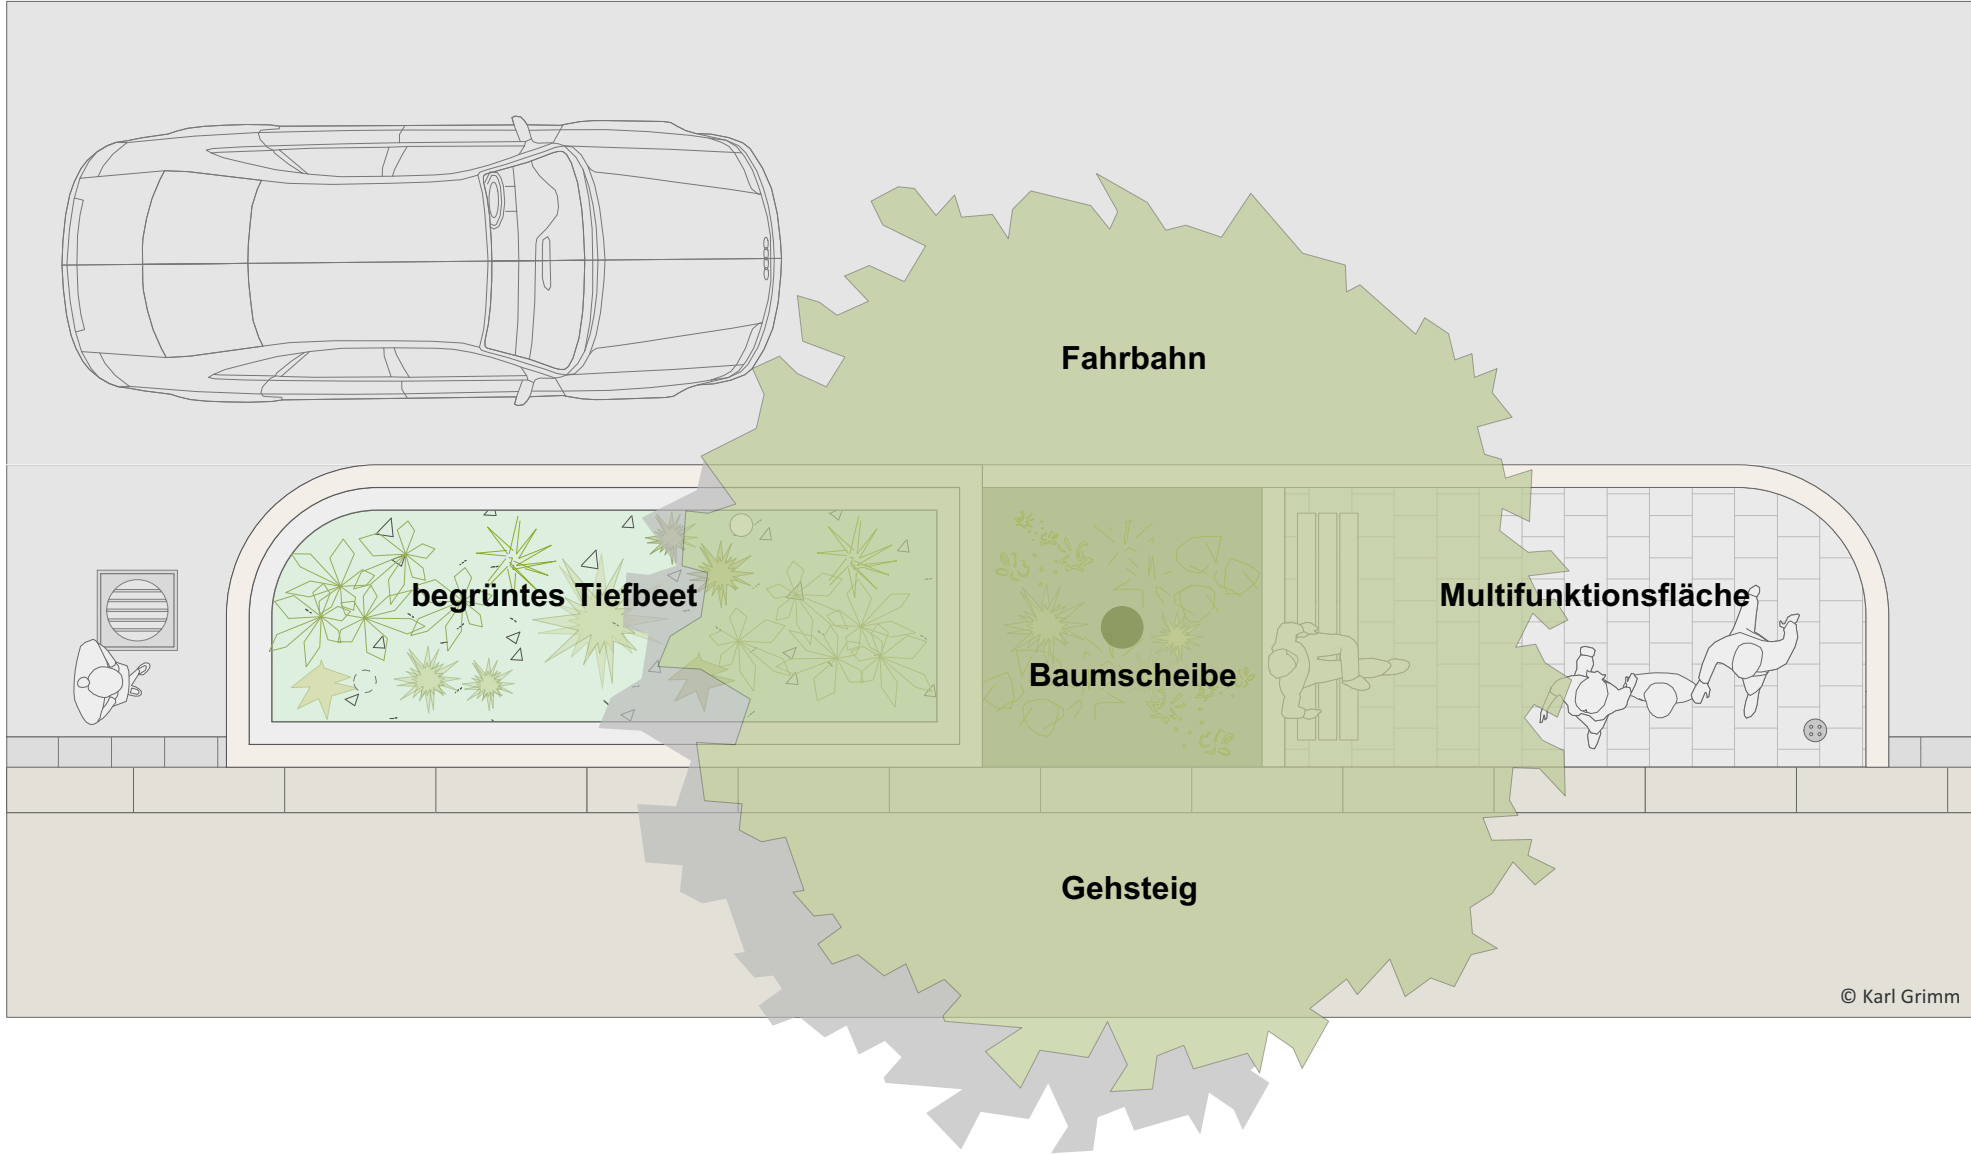 Fahrbahn
begrüntes Tiefbeet
Multifunktionsfläche
Baumscheibe
Gehsteig
© Karl Grimm